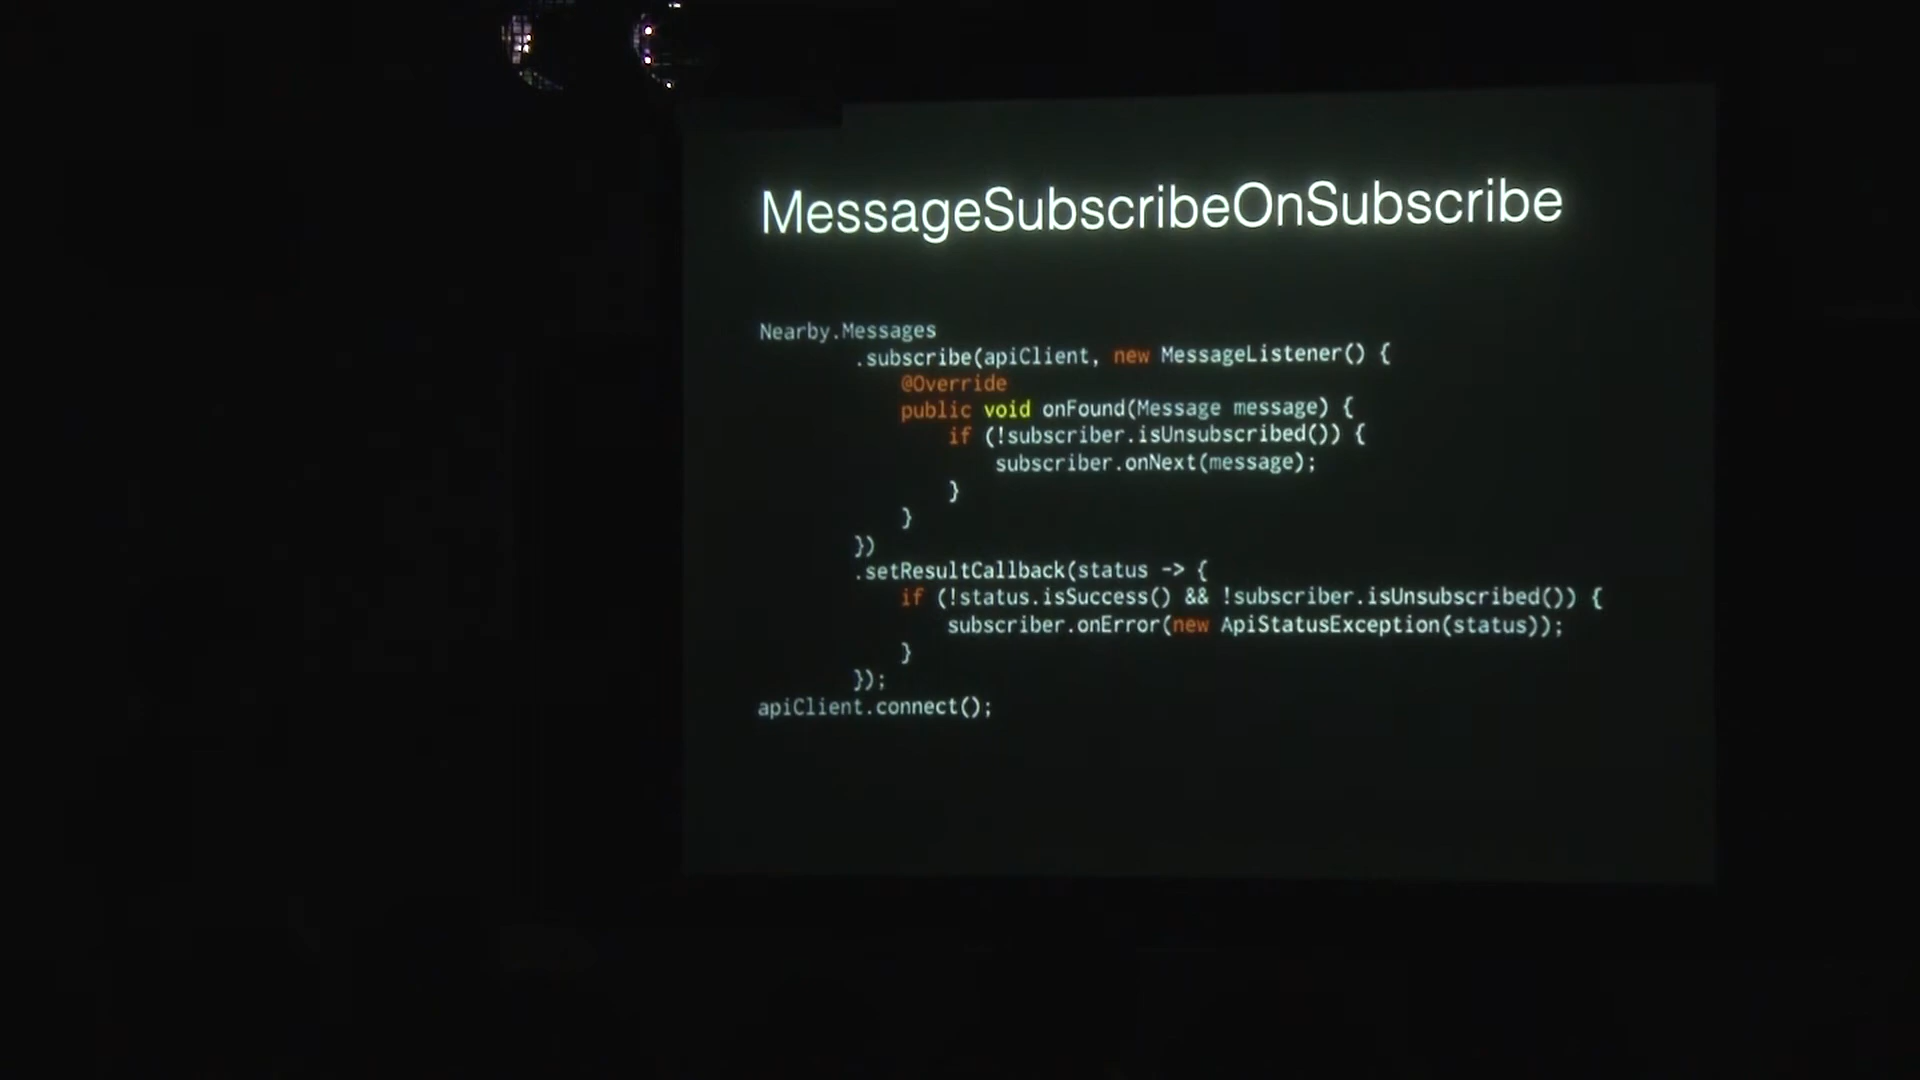 MessageSubscribeOnSubscribe
Nearby.Messages
.subscribe(apiClient, new MessageListener() {
@Override
public void onFound(Message message) {
if (!subscriber.isUnsubscribed()) {
subscriber.onNext(message);
}
}
})
.setResultCallback(status -> {
if (!status.isSuccess() && !subscriber.isUnsubscribed()) {
subscriber.onError(new ApiStatusException(status));
}
});
apiClient.connect();